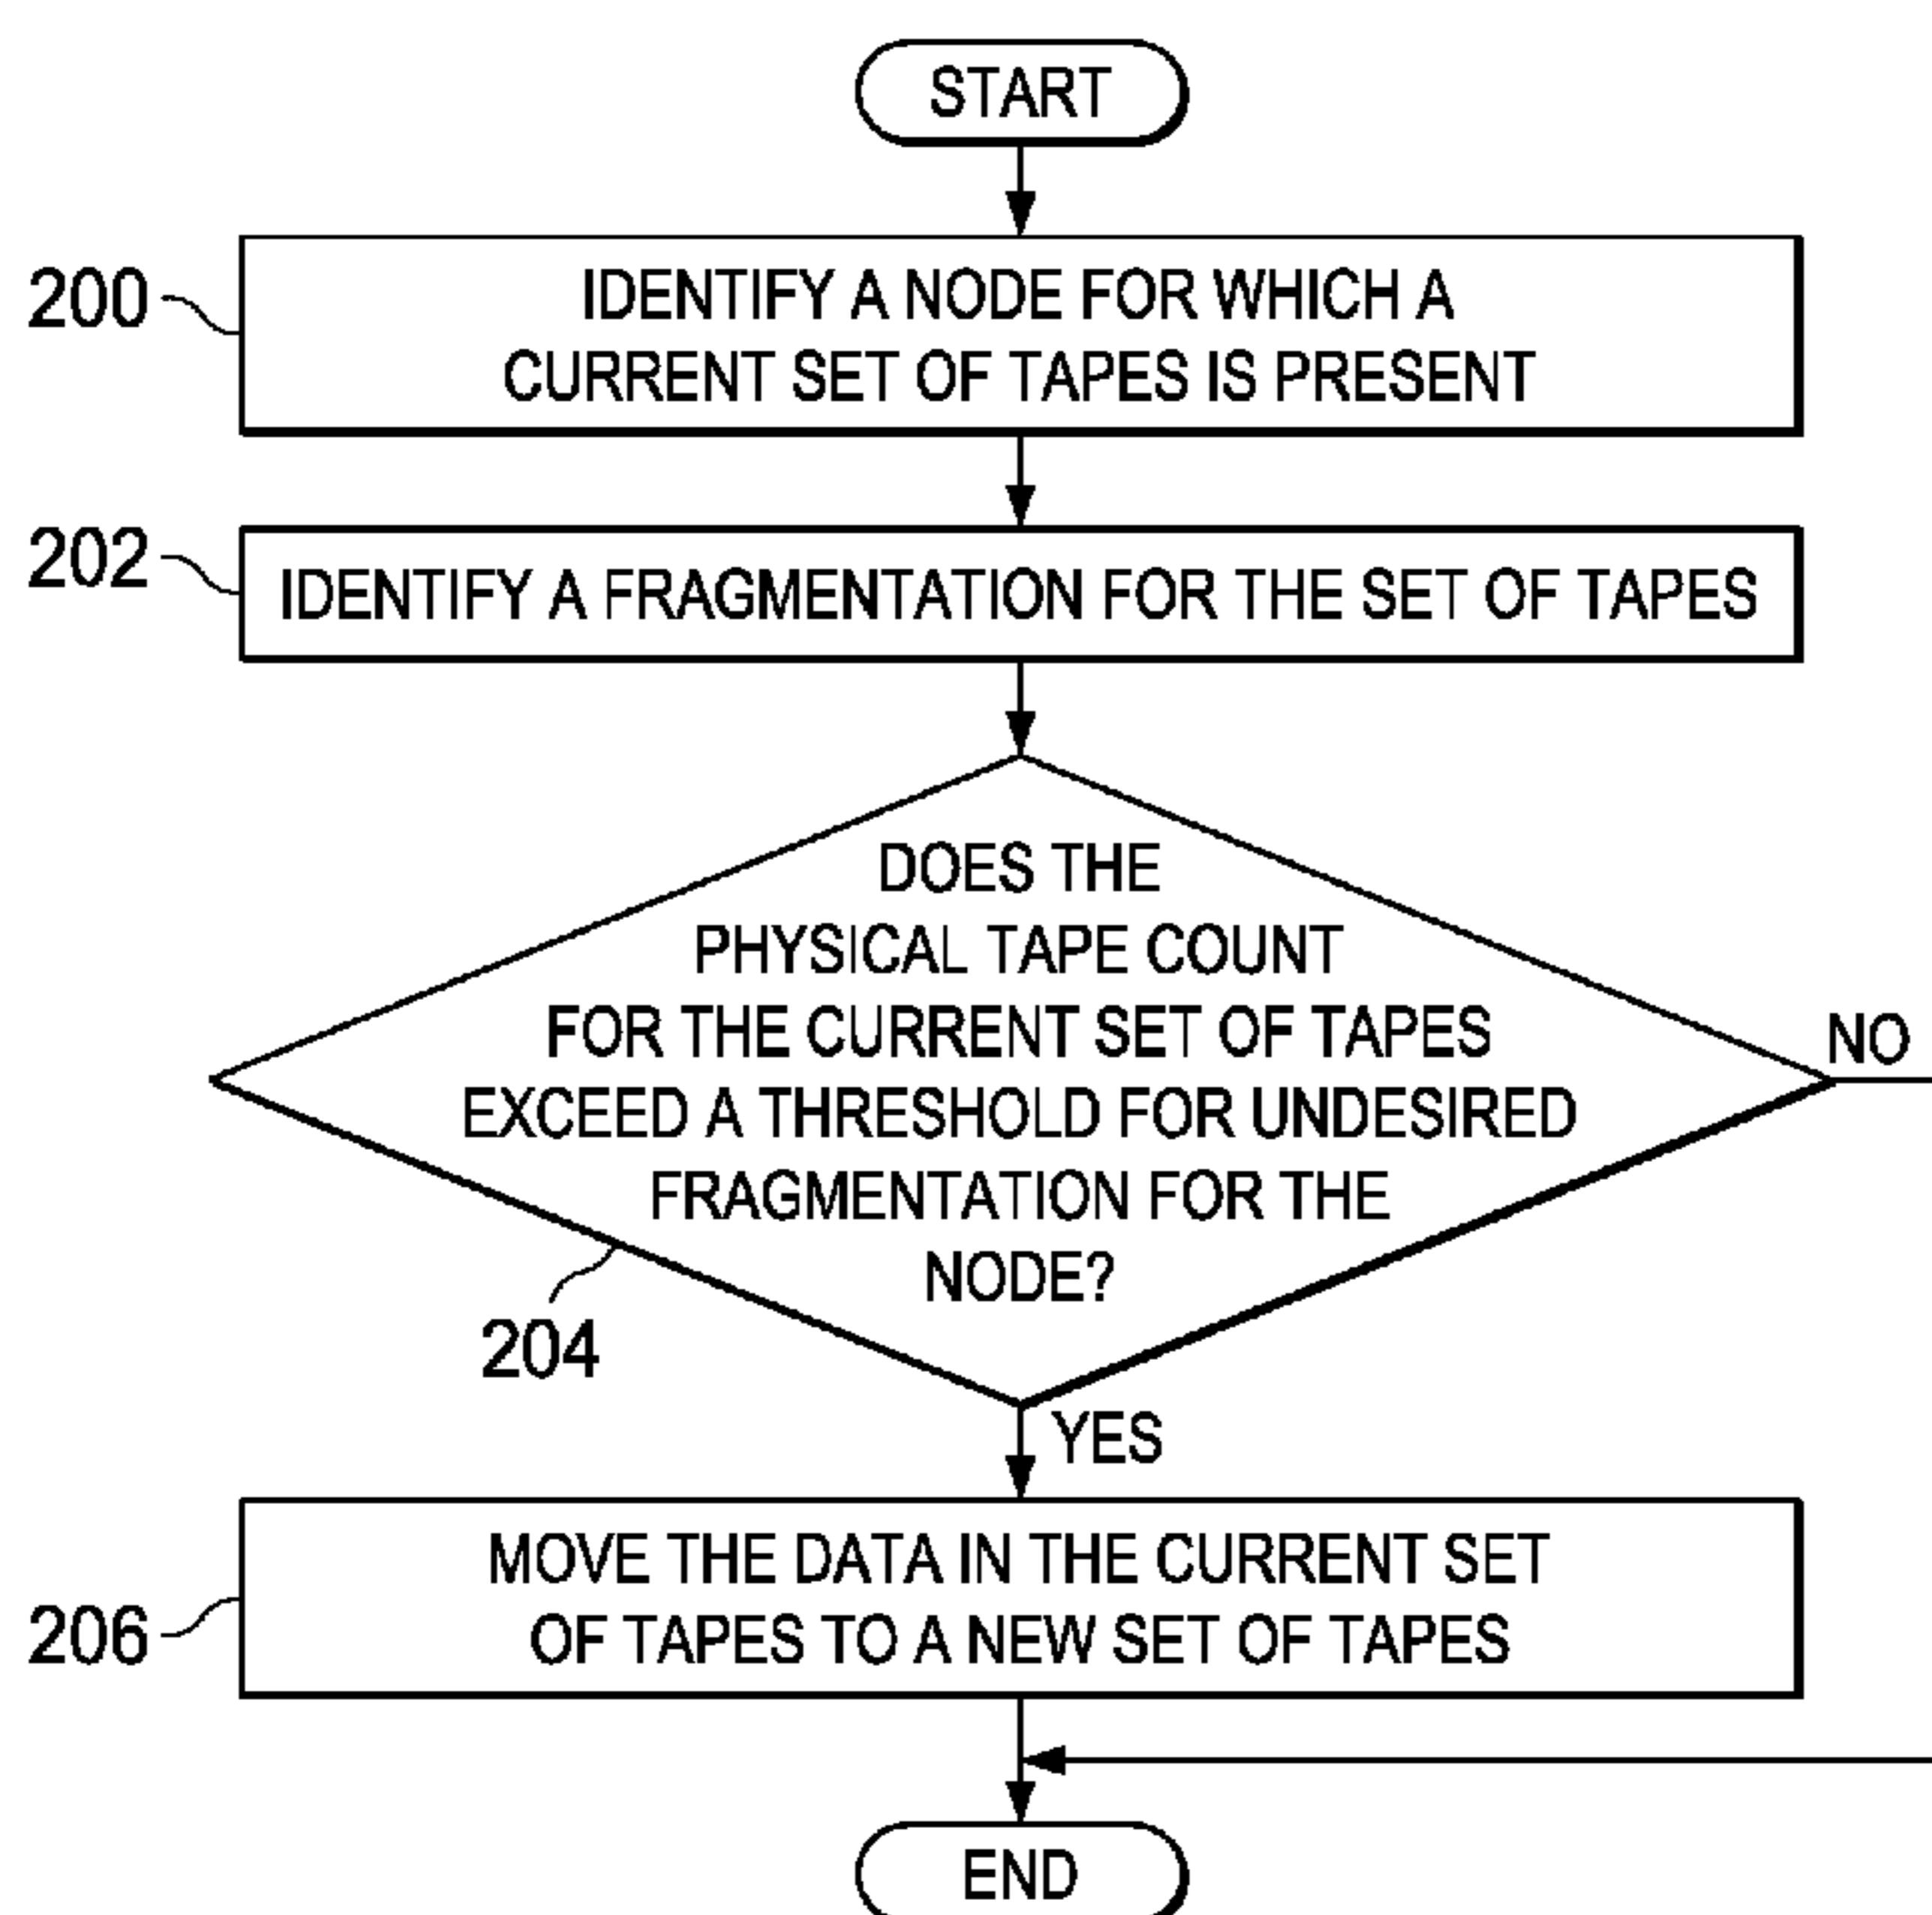 START
200
IDENTIFY A NODE FOR WHICH A
CURRENT SET OF TAPES IS PRESENT
202
IDENTIFY A FRAGMENTATION FOR THE SET OF TAPES
DOES THE
PHYSICAL TAPE COUNT
FOR THE CURRENT SET OF TAPES
EXCEED A THRESHOLD FOR UNDESIRED
FRAGMENTATION FOR THE
NODE?
NO
204
YES
206
MOVE THE DATA IN THE CURRENT SET
OF TAPES TO A NEW SET OF TAPES
END